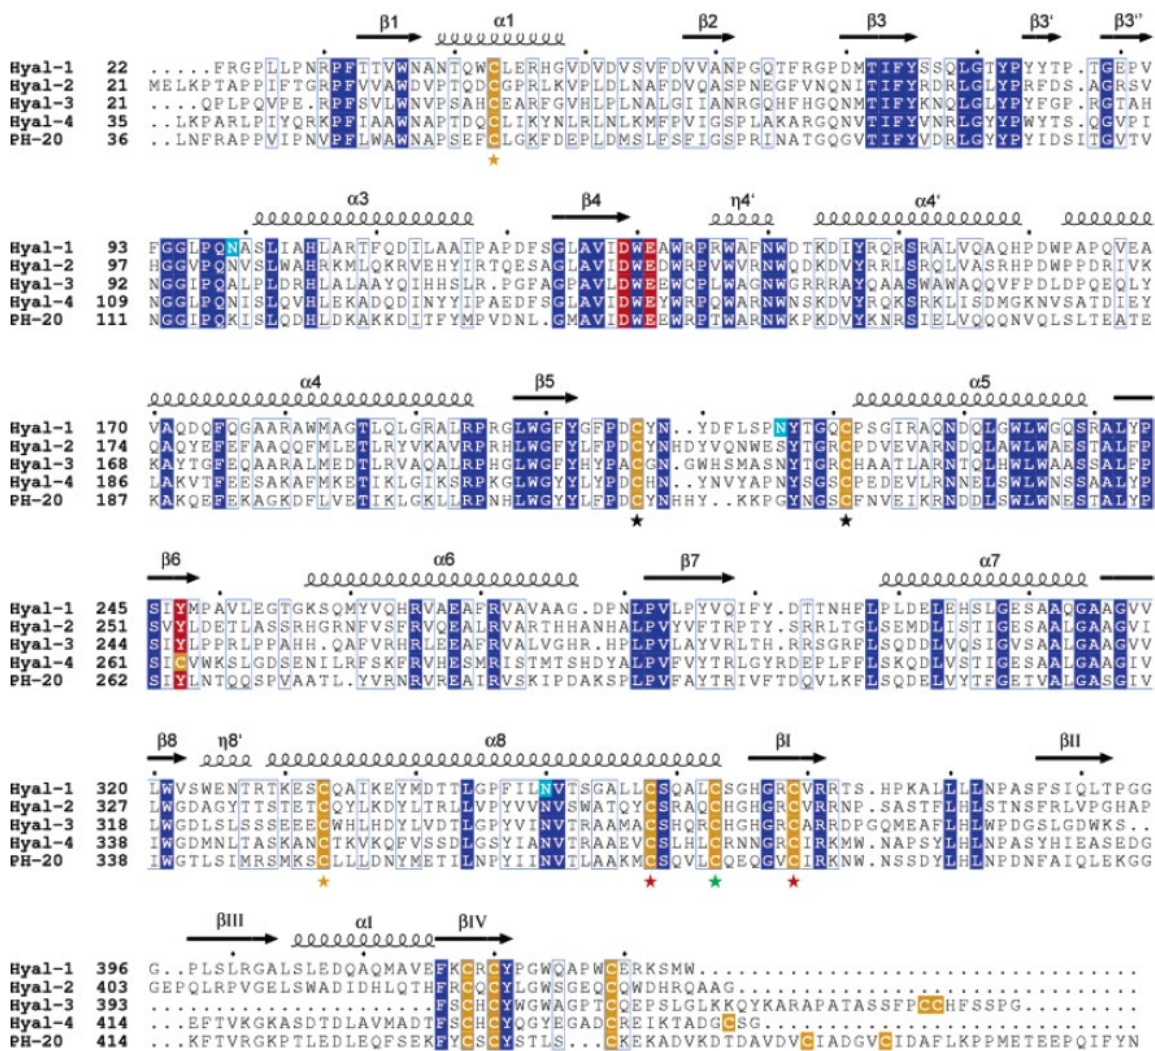 β1 α1 β2 β3 β3' β3''
Hyal-1 22 .....FRGPLLPNRPFTTVWNANTQWCLERHGVDVDVSVFDVVANPGQTFRGPDMTIFYSSQLGTYPYYTP.TGEPV
Hyal-2 21 MELKPTAPPIFTGRPFVVAWDVPTQDCGPRLKVPLDLNAFDVQASPNEGFVNQNITIFYRDRLGLYPRFDS.AGRSV
Hyal-3 21 ...QPLPQVPE.RPFSVLWNVPSAHCEARFGVHLPLNALGIIANRGQHFHGQNMTIFYKNQLGLYPYFGP.RGTAH
Hyal-4 35 ..LKPARLPIYQRKPFIAAWNAPTDQCLIKYNLRLNLKMFPVIGSPLAKARGQNVTIFYVNRLGYYPWYTS.QGVPI
PH-20 36 ..LNFRAPPVIPNVPFLWAWNAPSEFCLGKFDEPLDMSLFSFIGSPRINATGQGVTIFYVDRLGYYPYIDSITGVTV
α3 β4 η4' α4'
Hyal-1 93 FGGLPQNASLIAHLARTFQDILAAIPAPDFSGLAVIDWEAWRPRWAFNWDTKDIYRQRSRALVQAQHPDWPAPQVEA
Hyal-2 97 HGGVPQNVSLWAHRKMLQKRVEHYIRTQESAGLAVIDWEDWRPVWVRNWQDKDVYRRLSRQLVASRHPDWPPDRIVK
Hyal-3 92 NGGIPQALPLDRHLALAAYQIHHSLR.PGFAGPAVLDWEEWCPLWAGNWGRRRAYQAASWAWAQQVFPDLDPQEQLY
Hyal-4 109 NGGLPQNISLQVHLEKADQDINYYIPAEDFSGLAVIDWEYWRPQWARNWNSKDVYRQKSRKLISDMGKNVSATDIEY
PH-20 111 NGGIPQKISLQDHLDKAKKDITFYMPVDNL.GMAVIDWEEWRPTWARNWKPKDVYKNRSIELVQQQNVQLSLTEATE
α4 β5 α5
Hyal-1 170 VAQDQFQGAARAWMAGTLQLGRALRPRGLWGFYGFPDCYN..YDFLSPNYTGQCPSGIRAQNDQLGWLWGQSRALYP
Hyal-2 174 QAQYEFEFAAQQFMLETLRYVKAVRPRHLWGFYLFPDCYNHDYVQNWESYTGRCPDVEVARNDQLAWLWAESTALFP
Hyal-3 168 KAYTGFEQAARALMEDTLRVAQALRPHGLWGFYHYPACGN.GWHSMASNYTGRCHAATLARNTQLHWLWAASSALFP
Hyal-4 186 LAKVTFEESAKAFMKETIKLGIKSRPKGLWGYYLYPDCHN..YNVYAPNYSGSCPEDEVLRNNELSWLWNSSAALYP
PH-20 187 KAKQEFEKAGKDFLVETIKLGKLLRPNHLWGYYLFPDCYNHHY..KKPGYNGSCFNVEIKRNDDLSWLWNESTALYP
β6 α6 β7 α7
Hyal-1 245 SIYMPAVLEGTGKSQMYVQHRVAEAFRVAVAAG.DPNLPVLPYVQIFY.DTTNHFLPLDELEHSLGESAAQGAAGVV
Hyal-2 251 SVYLDETLASSRHGRNFVSFRVQEALRVARTHHANHALPVYVFTRPTY.SRRLTGLSEMDLISTIGESAALGAAGVI
Hyal-3 244 SIYLPPRLPPAHH.QAFVRHRLEEAFRVALVGHR.HPLPVLAYVRLTH.RRSGRFLSQDDLVQSIGVSAALGAAGVV
Hyal-4 261 SICVWKSLGDSENILRFSKFRVHESMRISTMTSHDYALPVFVYTRLGYRDEPLFFLSKQDLVSTIGESAALGAAGIV
PH-20 262 SIYLNTQQSPVAATL.YVRNRVREAIRVSKIPDAKSPLPVFAYTRIVFTDQVLKFLSQDELVYTFGETVALGASGIV
β8 η8' α8 βI βII
Hyal-1 320 LWVSWENTRTKESCQAIKEYMDTTLGPFILNVTSGALLCSQALCSGHGRCVRRTS.HPKALLLLNPASFSIQLTPGG
Hyal-2 327 LWGDAGYTTSTETCQYLKDYLTRLLVPYVVNVSWATQYCSRAQCHGHGRCVRRNP.SASTFLHLSTNSFRLVPGHAP
Hyal-3 318 LWGDLSLSSSEEECWHLHDYLVDTLGPYVINVTRAAMACSHQRCHGHGRCARRDPGQMEAFLHLWPDGSLGDWKS..
Hyal-4 338 IWGDMNLTASKANCTKVKQFVSSDLGSYIANVTRAAEVCSLHLCRNNGRCIRKMW.NAPSYLHLNPASYHIEASEDG
PH-20 338 IWGTLSIMRSMKSCLLLDNYMETILNPYIINVTLAAKMCSQVLCQEQGVCIRKNW.NSSDYLHLNPDNFAIQLEKGG
βIII αI βIV
Hyal-1 396 G..PLSLRGALSLEDQAQMAVEFKCRCYPGWQAPWCERKSMW..................................
Hyal-2 403 GEPQLRPVGELSWADIDHLQTHFRCQCYLGWSGEQCQWDHRQAAG...............................
Hyal-3 393 ......................FSCHCYWGWAGPTCQEPSLGLKKQYKARAPATASSFPCCHFSSPG.........
Hyal-4 414 ...EFTVKGKASDTDLAVMADTFSCHCYQGYEGADCREIKTADGCSG.............................
PH-20 414 ...KFTVRGKPTLEDLEQFSEKFYCSCYSTLS..CKEKADVKDTDAVDVCIADGVCIDAFLKPPMETEEPQIFYN